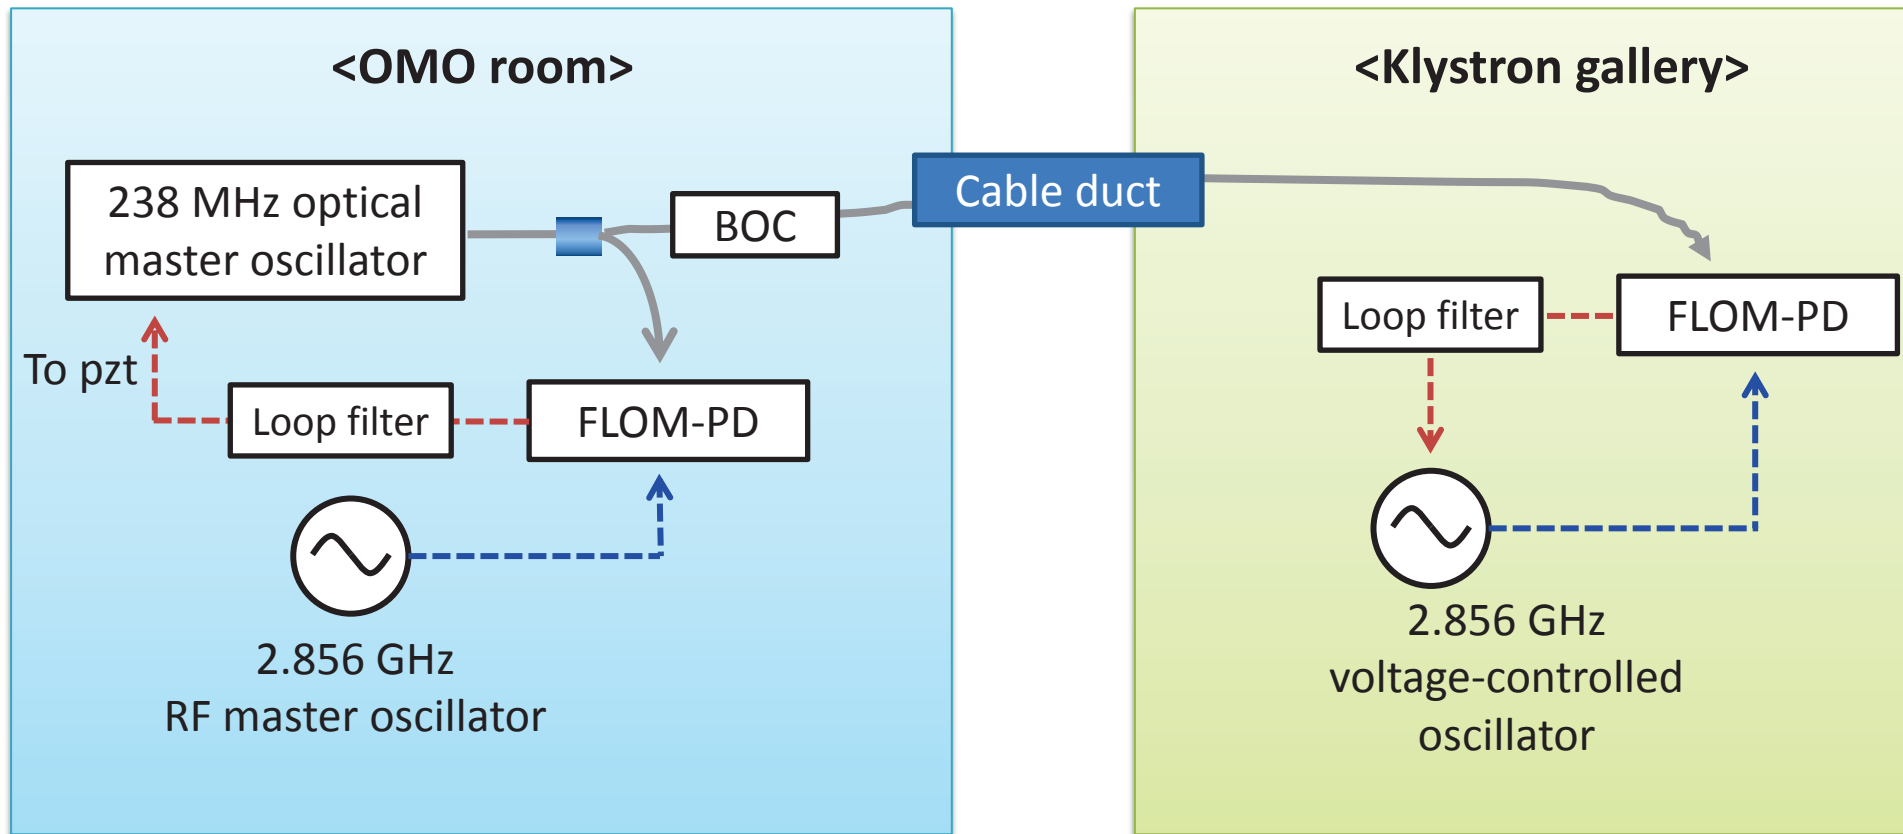 <OMO room>
238 MHz optical
master oscillator
BOC
To pzt
Loop filter
FLOM-PD
2.856 GHz
RF master oscillator
Cable duct
<Klystron gallery>
Loop filter
FLOM-PD
2.856 GHz
voltage-controlled
oscillator